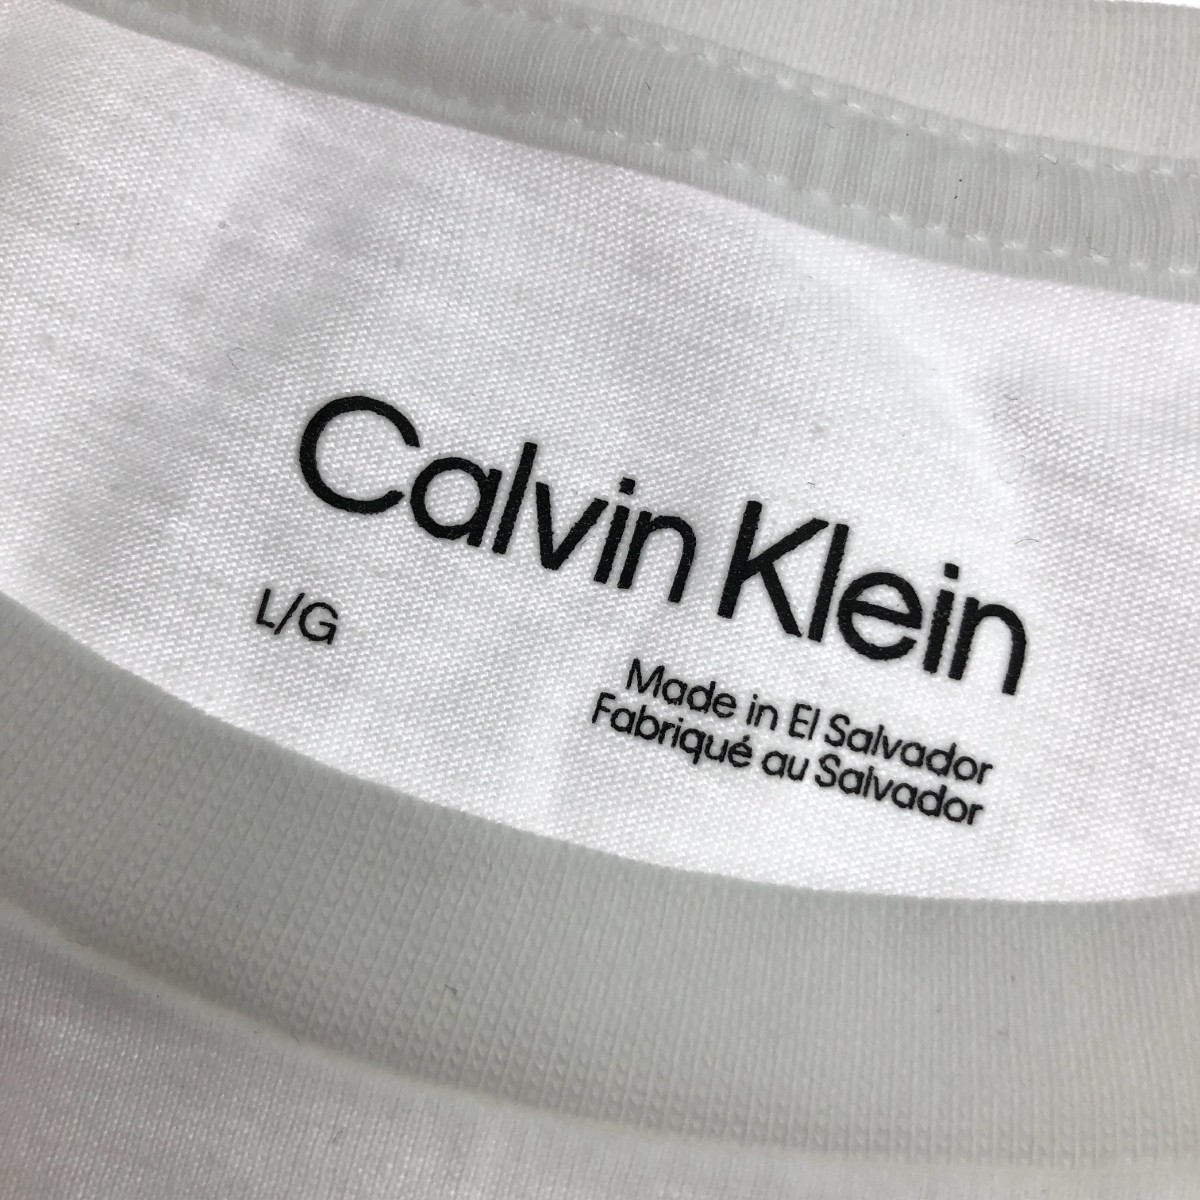 Calvin Klein
L/G
Made in El Salvador
Fabriqué au Salvador